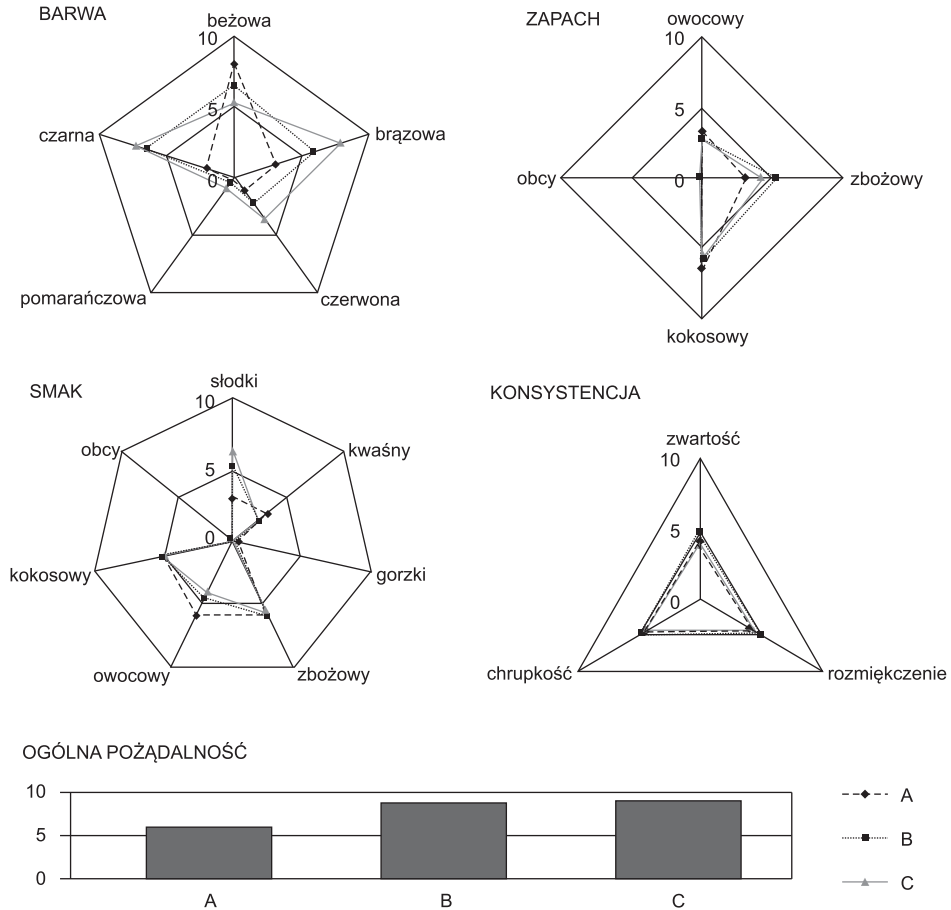 BARWA
beżowa
10
5
0
brązowa
czerwona
pomarańczowa
czarna
ZAPACH
owocowy
10
5
0
zbożowy
kokosowy
obcy
SMAK
słodki
10
5
0
kwaśny
gorzki
zbożowy
owocowy
kokosowy
obcy
KONSYSTENCJA
zwartość
10
5
0
rozmiękczenie
chrupkość
OGÓLNA POŻĄDALNOŚĆ
10
5
0
A
B
C
A
B
C